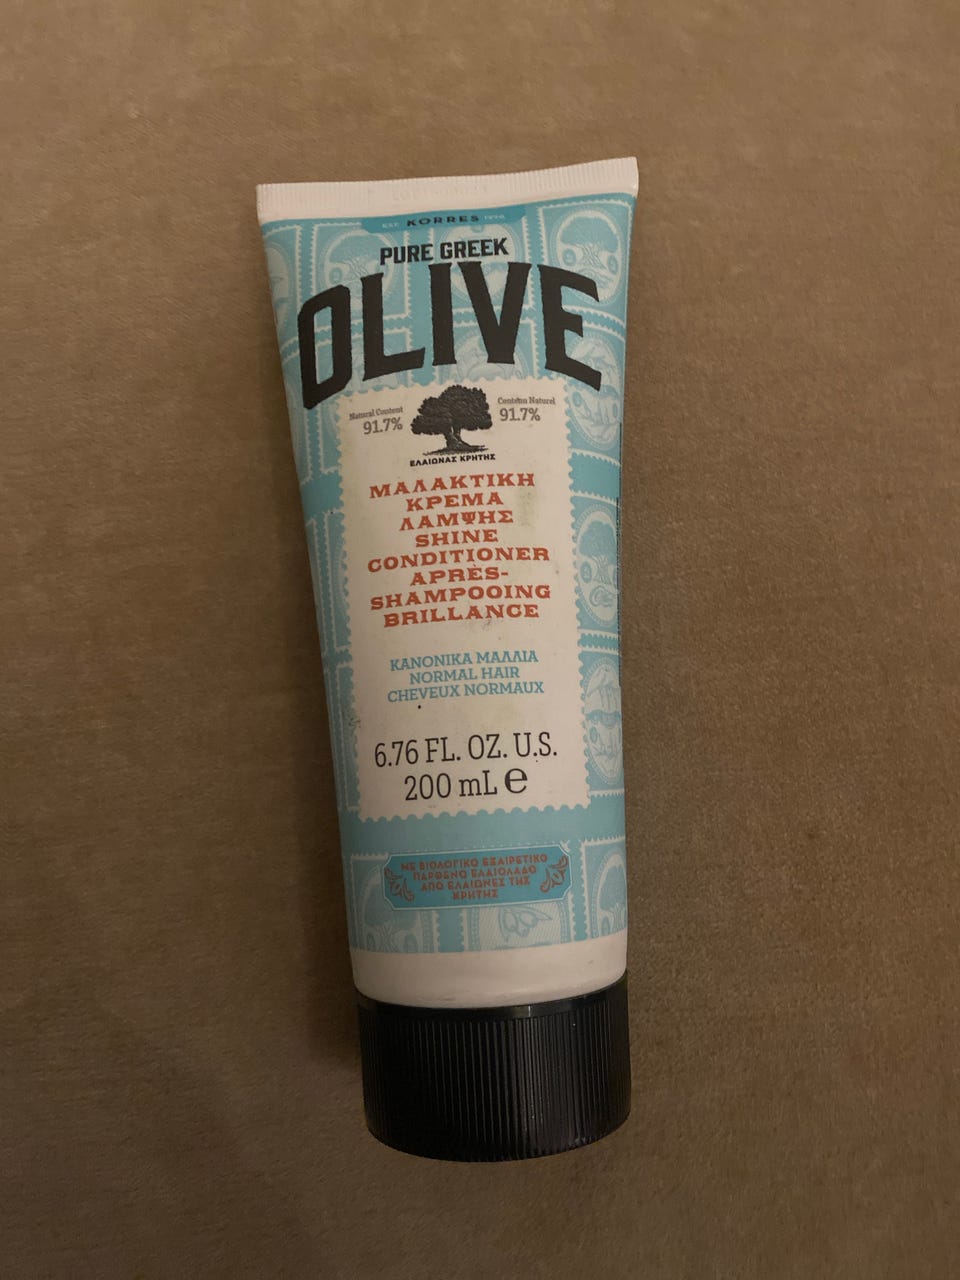 EST. KORRES 1996
PURE GREEK
OLIVE
Natural Content
91.7%
Contenu Naturel
91.7%
ΕΛΑΙΩΝΑΣ ΚΡΗΤΗΣ
ΜΑΛΑΚΤΙΚΗ
ΚΡΕΜΑ
ΛΑΜΨΗΣ
SHINE
CONDITIONER
APRÈS-
SHAMPOOING
BRILLANCE
ΚΑΝΟΝΙΚΑ ΜΑΛΛΙΑ
NORMAL HAIR
CHEVEUX NORMAUX
6.76 FL. OZ. U.S.
200 mL ℮
ΜΕ ΒΙΟΛΟΓΙΚΟ ΕΞΑΙΡΕΤΙΚΟ
ΠΑΡΘΕΝΟ ΕΛΑΙΟΛΑΔΟ
ΑΠΟ ΕΛΑΙΩΝΕΣ ΤΗΣ
ΚΡΗΤΗΣ